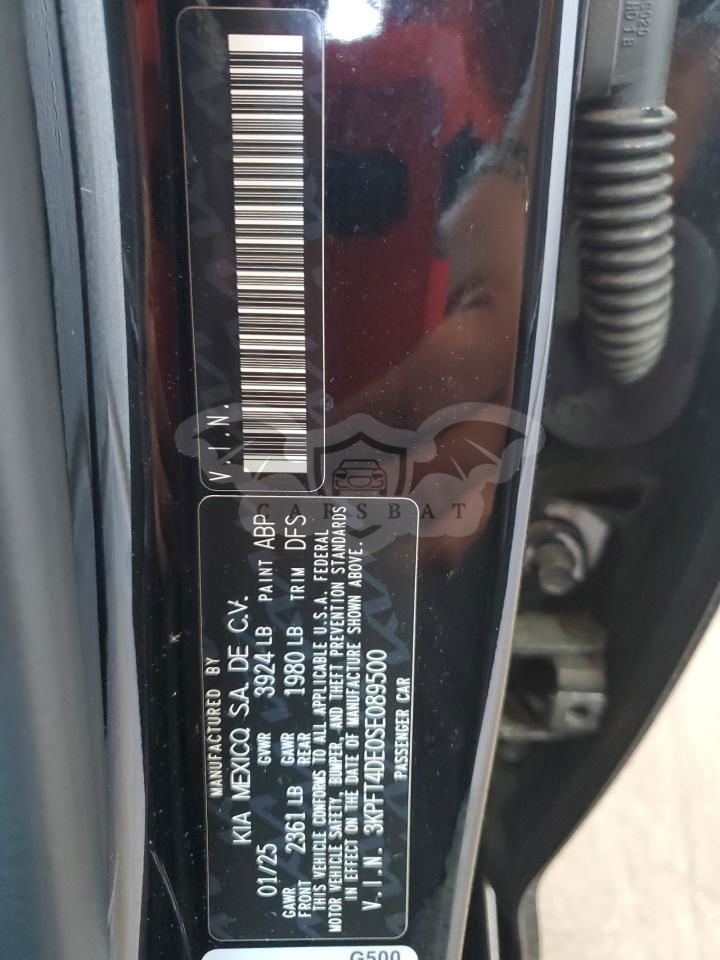 V.I.N.
MANUFACTURED BY
KIA MEXICO, S.A. DE C.V.
01/25 GVWR 3924 LB PAINT ABP
GAWR FRONT 2361 LB GAWR REAR 1980 LB TRIM DFS
THIS VEHICLE CONFORMS TO ALL APPLICABLE U.S.A. FEDERAL
MOTOR VEHICLE SAFETY, BUMPER, AND THEFT PREVENTION STANDARDS
IN EFFECT ON THE DATE OF MANUFACTURE SHOWN ABOVE.
V.I.N. 3KPFT4DE0SE089500
PASSENGER CAR
G500
CARSBAT